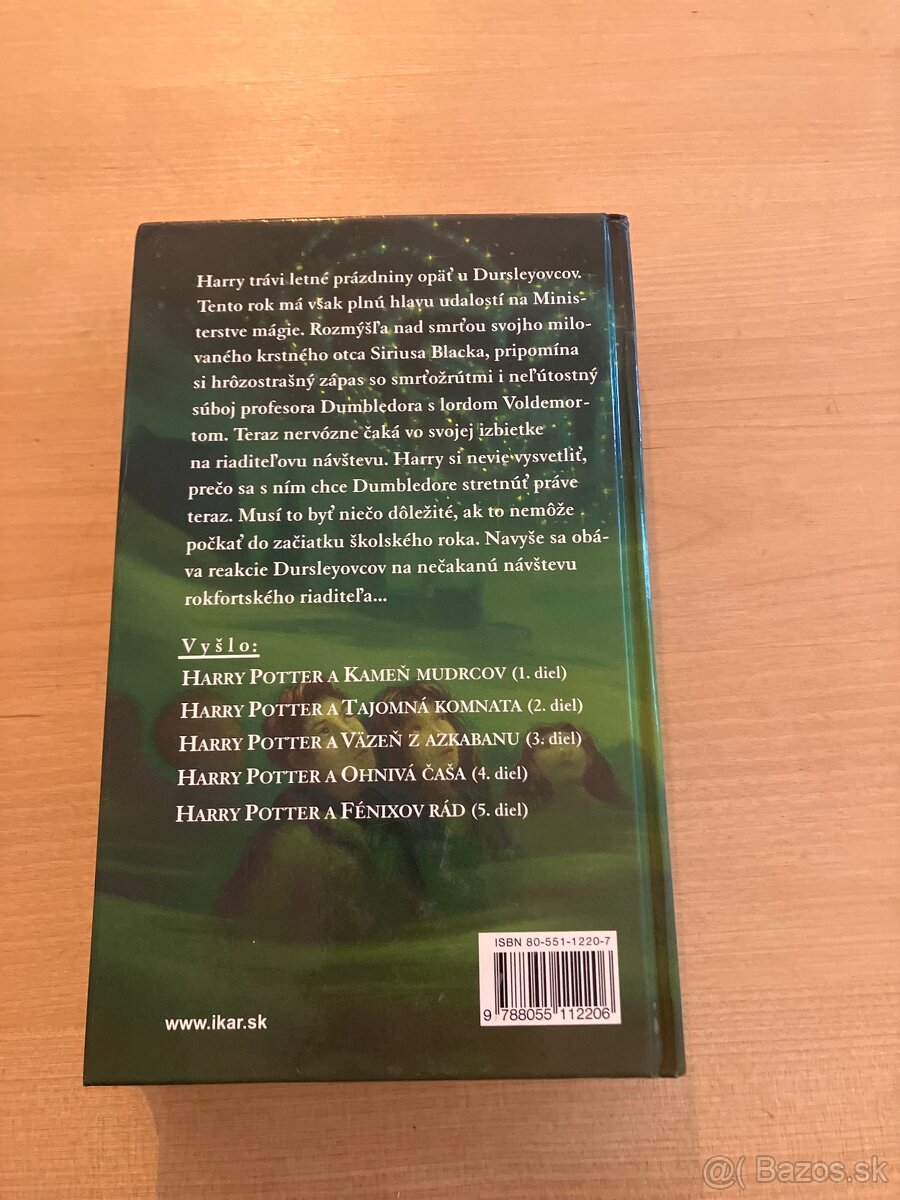 Harry trávi letné prázdniny opäť u Dursleyovcov.
Tento rok má však plnú hlavu udalostí na Minis-
terstve mágie. Rozmýšľa nad smrťou svojho milo-
vaného krstného otca Siriusa Blacka, pripomína
si hrôzostrašný zápas so smrťožrútmi i neľútostný
súboj profesora Dumbledora s lordom Voldemor-
tom. Teraz nervózne čaká vo svojej izbietke
na riaditeľovu návštevu. Harry si nevie vysvetliť,
prečo sa s ním chce Dumbledore stretnúť práve
teraz. Musí to byť niečo dôležité, ak to nemôže
počkať do začiatku školského roka. Navyše sa obá-
va reakcie Dursleyovcov na nečakanú návštevu
rokfortského riaditeľa...
Vyšlo:
HARRY POTTER A KAMEŇ MUDRCOV (1. diel)
HARRY POTTER A TAJOMNÁ KOMNATA (2. diel)
HARRY POTTER A VÄZEŇ Z AZKABANU (3. diel)
HARRY POTTER A OHNIVÁ ČAŠA (4. diel)
HARRY POTTER A FÉNIXOV RÁD (5. diel)
ISBN 80-551-1220-7
9 788055 112206
www.ikar.sk
@( Bazos.sk